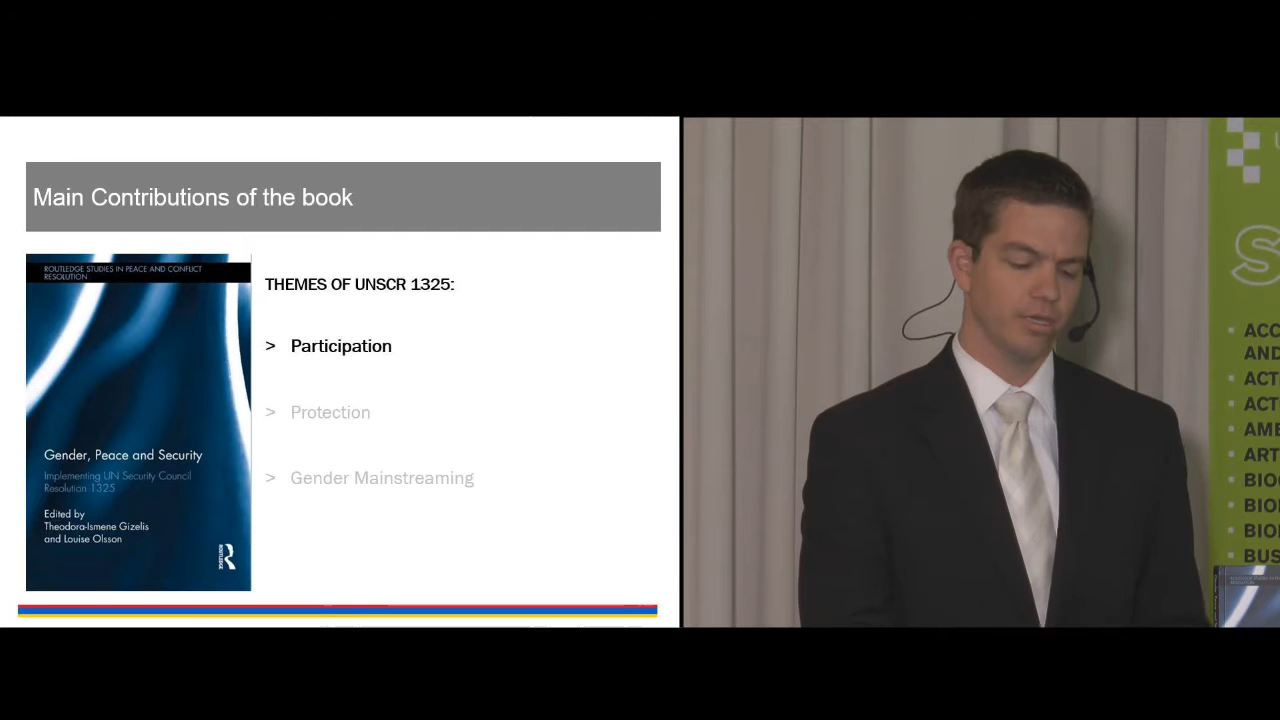 Main Contributions of the book
ROUTLEDGE STUDIES IN PEACE AND CONFLICT
RESOLUTION
THEMES OF UNSCR 1325:
> Participation
> Protection
> Gender Mainstreaming
Gender, Peace and Security
Implementing UN Security Council
Resolution 1325
Edited by
Theodora-Ismene Gizelis
and Louise Olsson
R
ROUTLEDGE
U
S
▪ ACC
AND
▪ ACT
▪ ACT
▪ AME
▪ ART
▪ BIO
▪ BIO
▪ BIO
▪ BUS